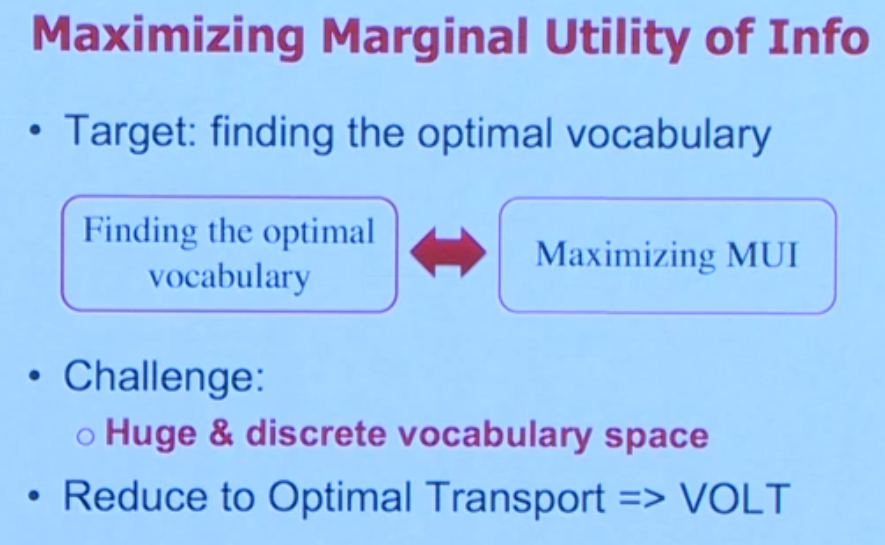 Maximizing Marginal Utility of Info
• Target: finding the optimal vocabulary
Finding the optimal
vocabulary
Maximizing MUI
• Challenge:
○ Huge & discrete vocabulary space
• Reduce to Optimal Transport => VOLT